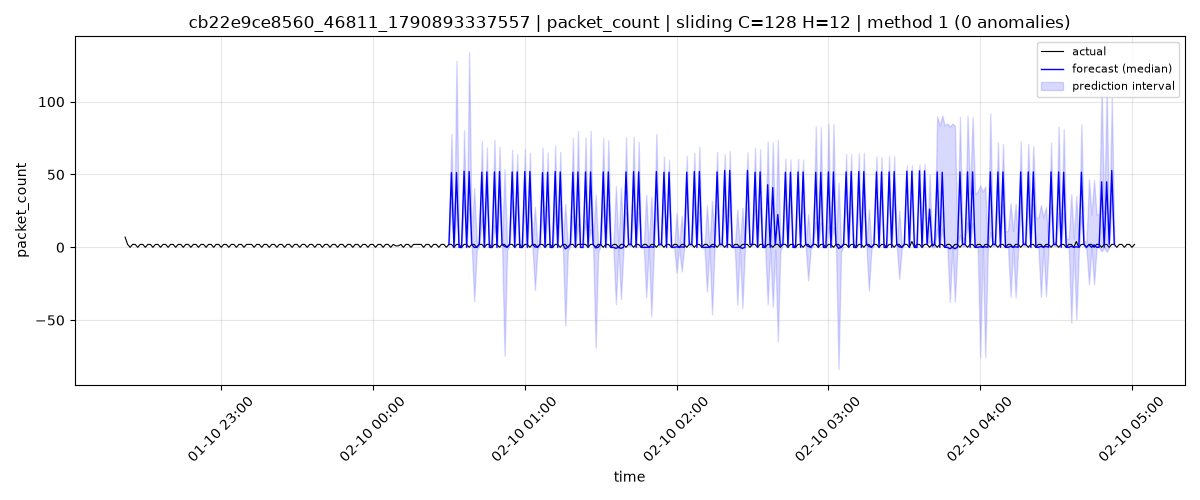 cb22e9ce8560_46811_1790893337557 | packet_count | sliding C=128 H=12 | method 1 (0 anomalies)
actual
forecast (median)
prediction interval
100
50
0
−50
packet_count
01-10 23:00
02-10 00:00
02-10 01:00
02-10 02:00
02-10 03:00
02-10 04:00
02-10 05:00
time